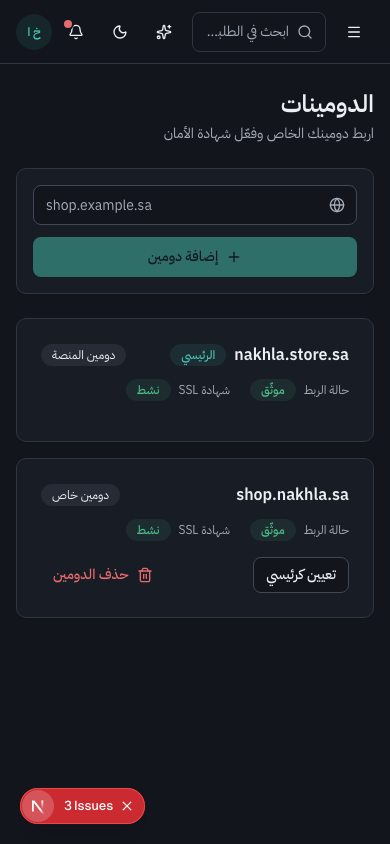 ابحث في الطلبـ...
خ ا
الدومينات
اربط دومينك الخاص وفعّل شهادة الأمان
shop.example.sa
إضافة دومين
nakhla.store.sa الرئيسي دومين المنصة
حالة الربط موثّق شهادة SSL نشط
shop.nakhla.sa دومين خاص
حالة الربط موثّق شهادة SSL نشط
تعيين كرئيسي حذف الدومين
N 3 Issues